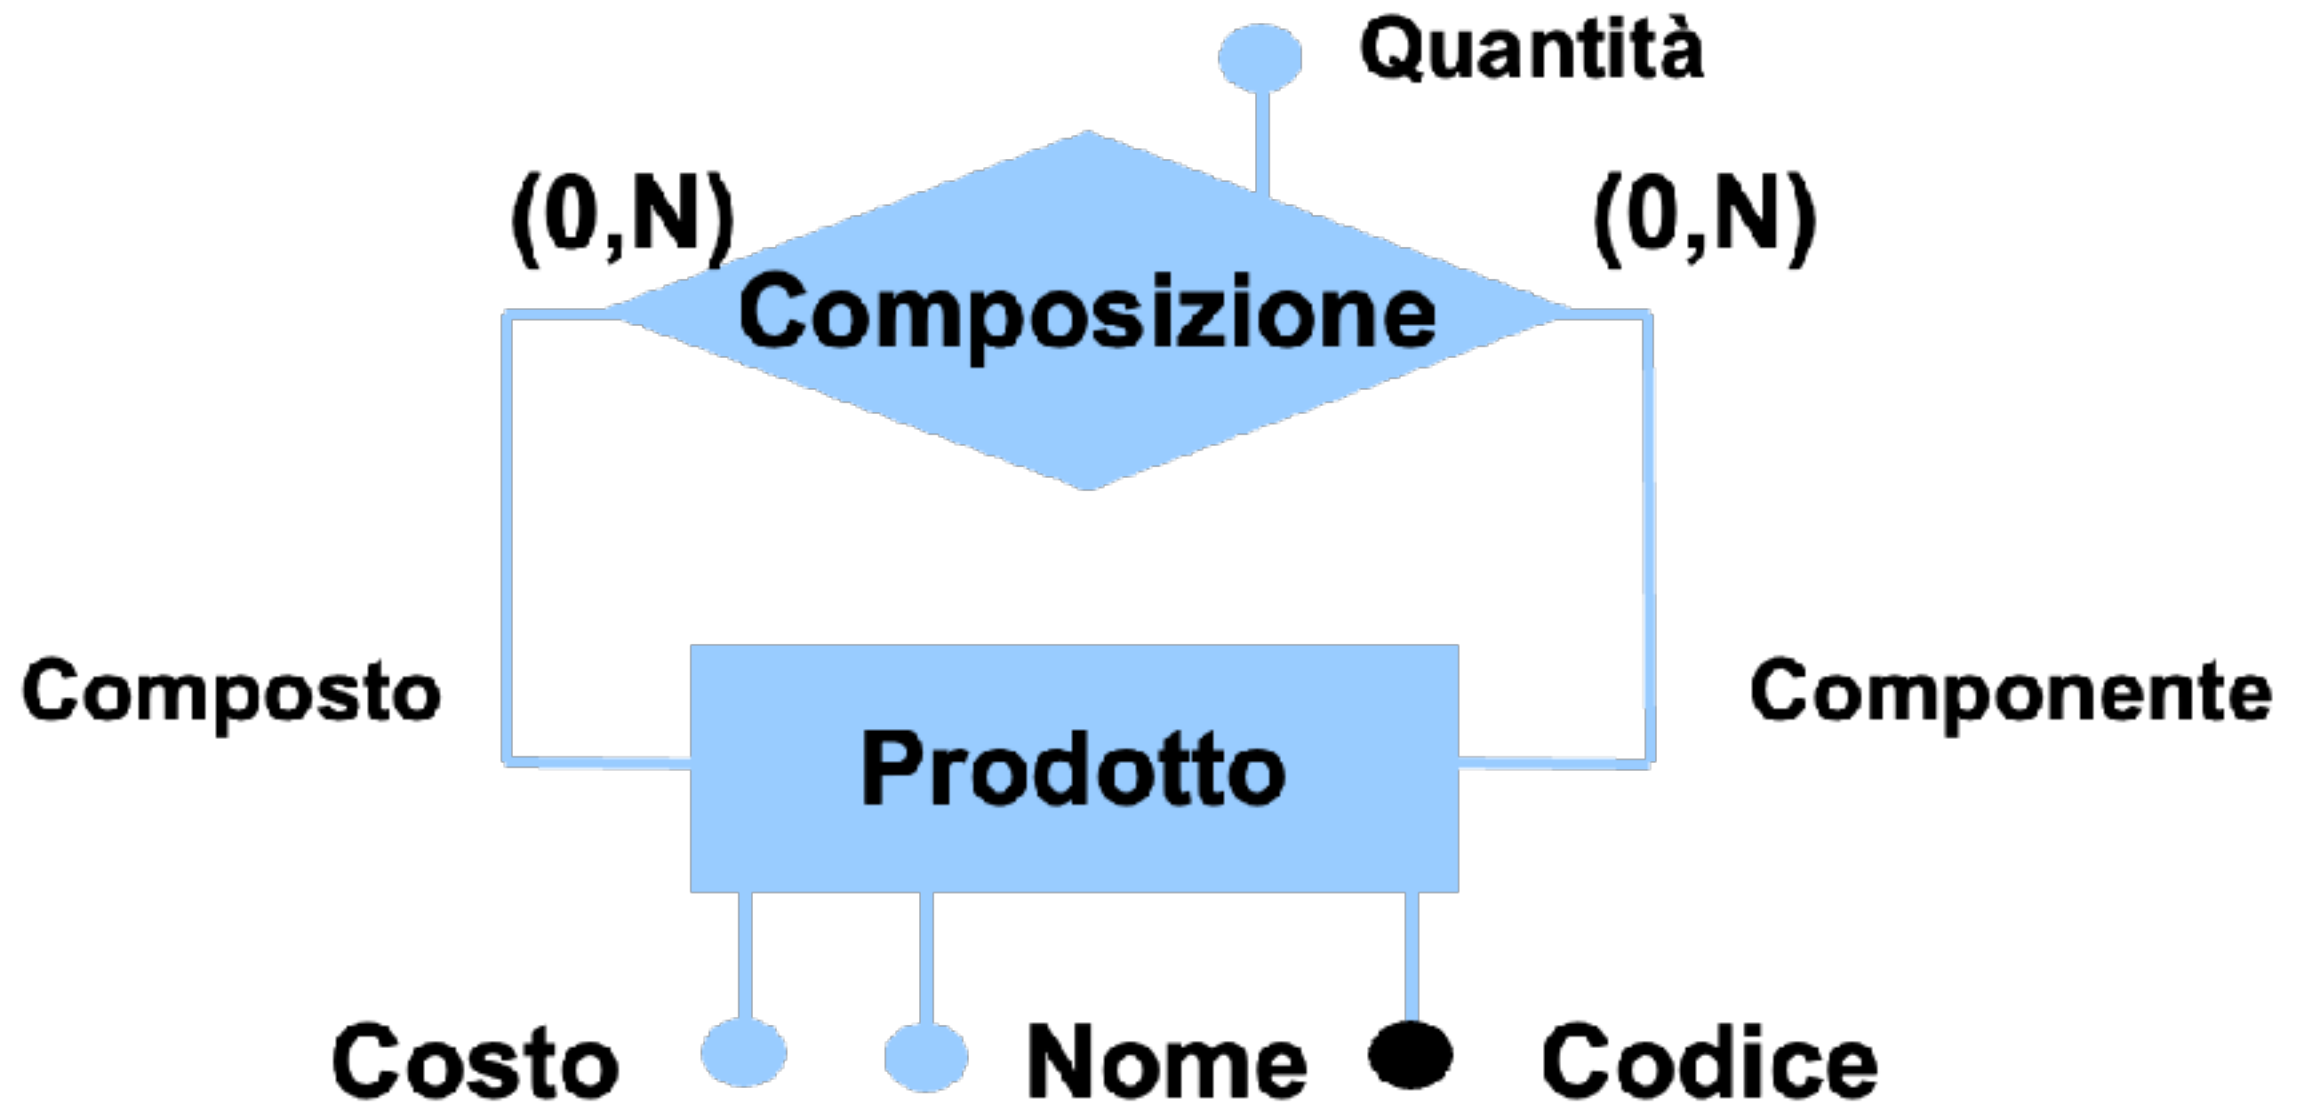 Quantità
(0,N)
(0,N)
Composizione
Composto
Componente
Prodotto
Costo
Nome
Codice